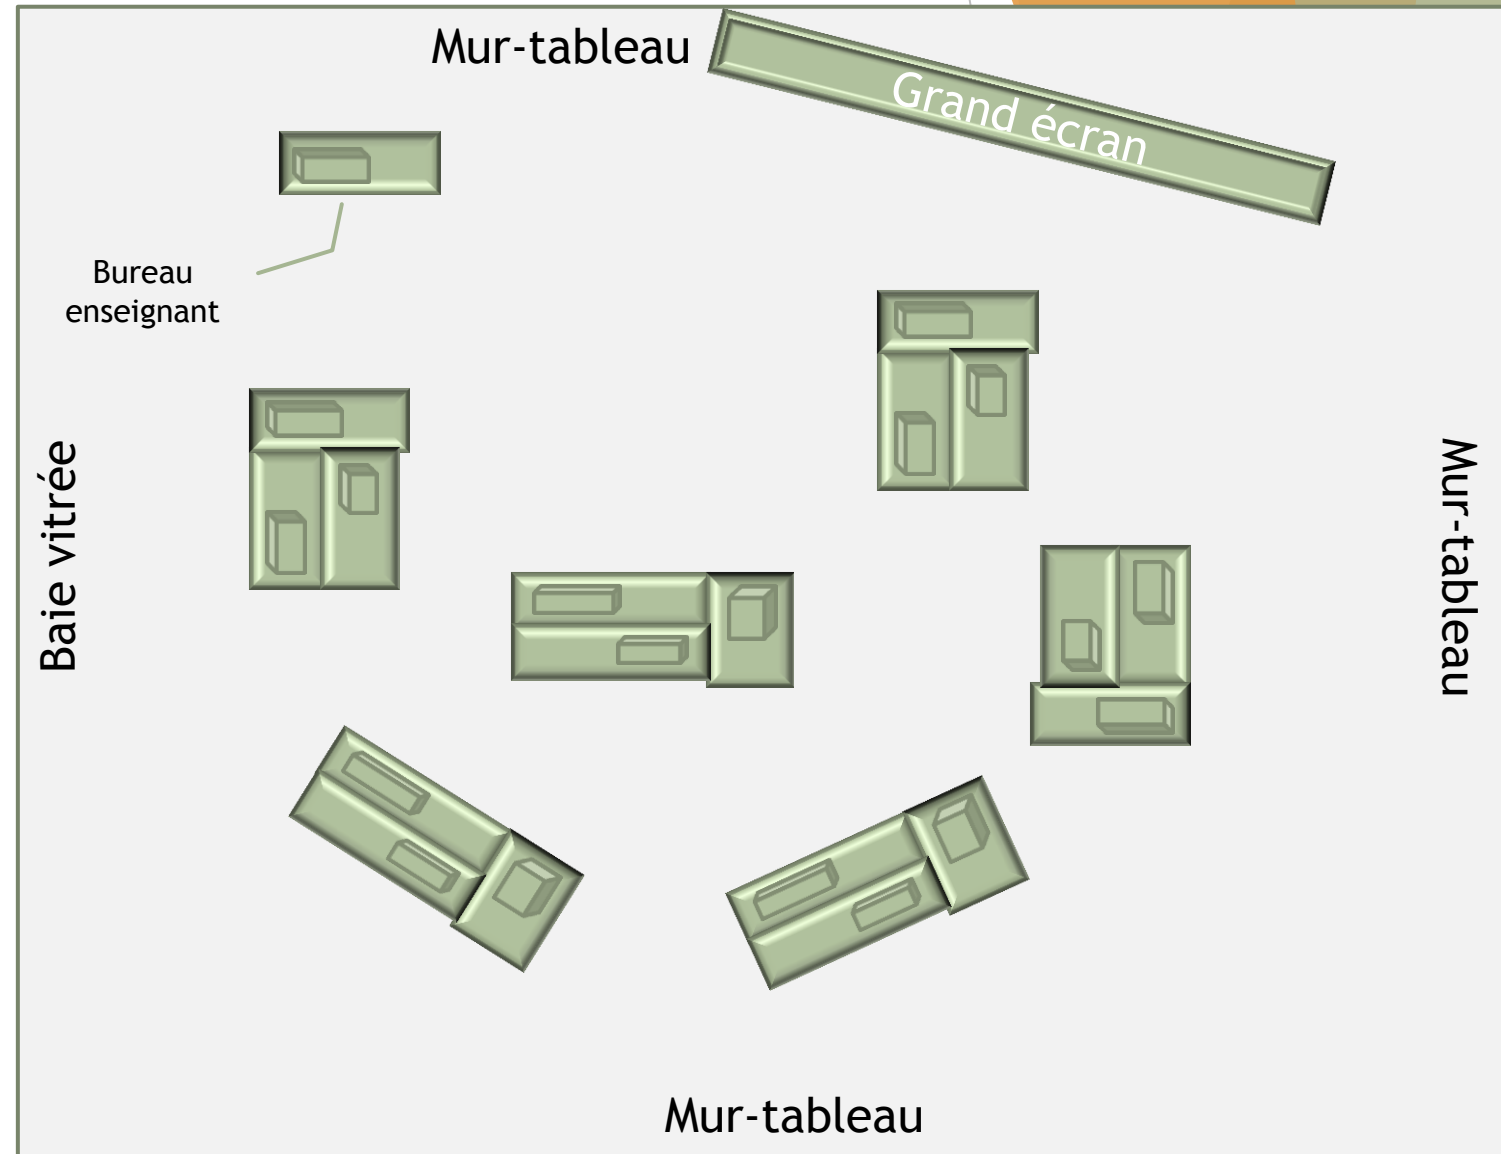 Mur-tableau
Grand écran
Bureau
enseignant
Baie vitrée
Mur-tableau
Mur-tableau